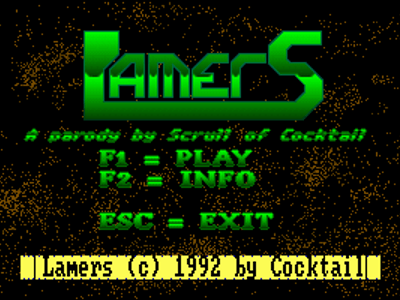 LAMERS
A parody by Scroll of Cocktail
F1 = PLAY
F2 = INFO
ESC = EXIT
Lamers (c) 1992 by Cocktail